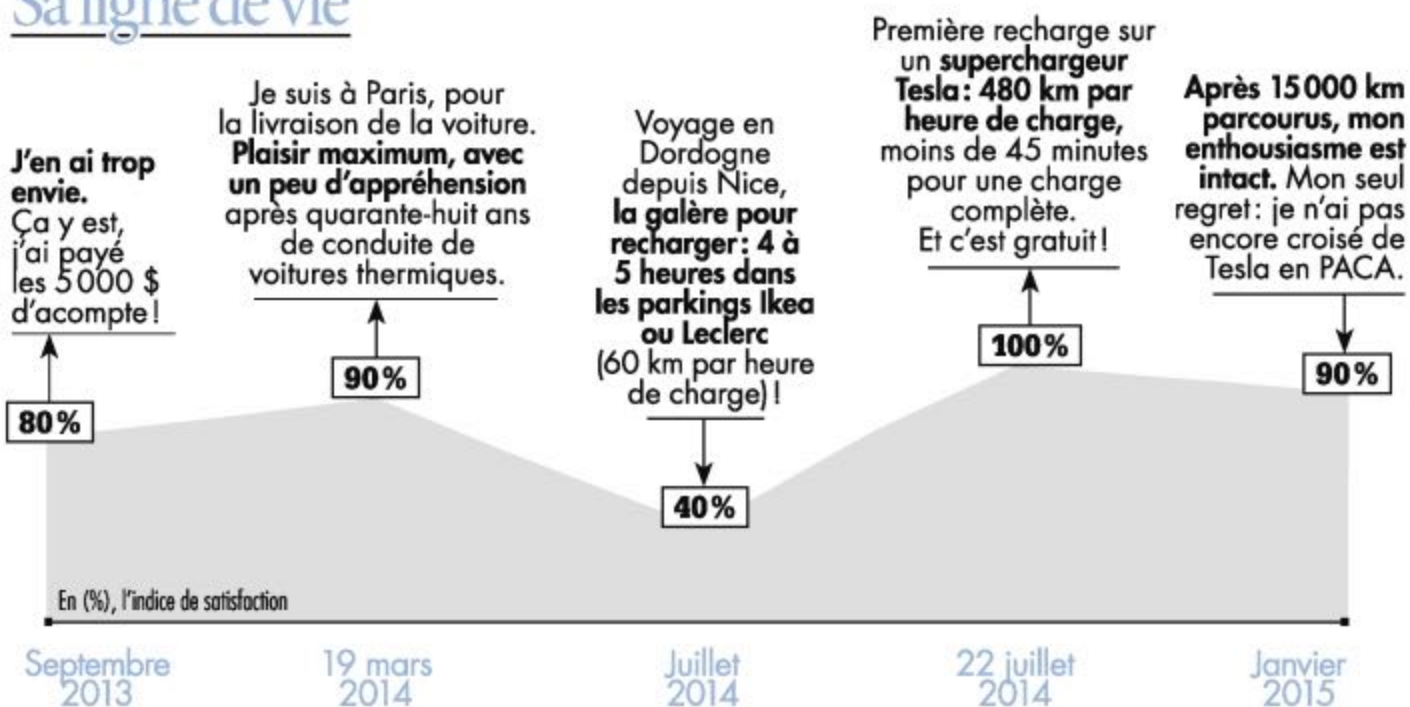 Sa ligne de vie
J'en ai trop
envie.
Ça y est,
j'ai payé
les 5000 $
d'acompte!
80%
Je suis à Paris, pour
la livraison de la voiture.
Plaisir maximum, avec
un peu d'appréhension
après quarante-huit ans
de conduite de
voitures thermiques.
90%
Voyage en
Dordogne
depuis Nice,
la galère pour
recharger: 4 à
5 heures dans
les parkings Ikea
ou Leclerc
(60 km par heure
de charge)!
40%
Première recharge sur
un superchargeur
Tesla: 480 km par
heure de charge,
moins de 45 minutes
pour une charge
complète.
Et c'est gratuit!
100%
Après 15000 km
parcourus, mon
enthousiasme est
intact. Mon seul
regret: je n'ai pas
encore croisé de
Tesla en PACA.
90%
En (%), l'indice de satisfaction
Septembre
2013
19 mars
2014
Juillet
2014
22 juillet
2014
Janvier
2015